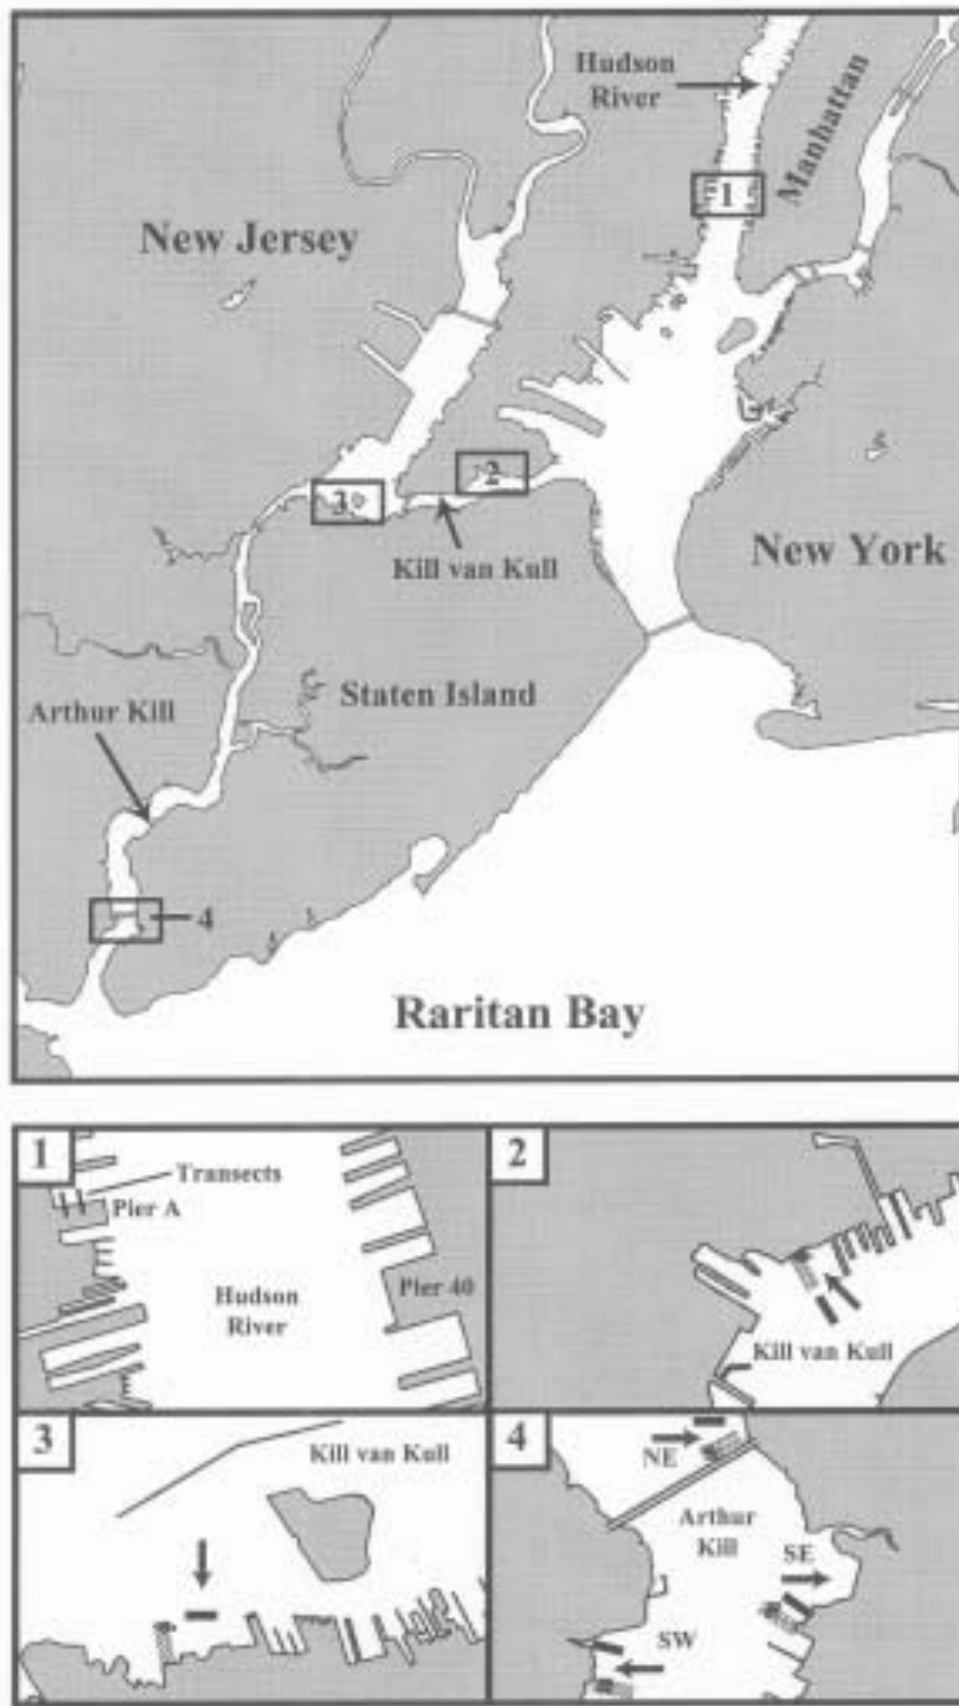 Hudson
River
Manhattan
1
New Jersey
2
3
Kill van Kull
New York
Staten Island
Arthur Kill
4
Raritan Bay
1
Transects
Pier A
Pier 40
Hudson
River
2
Kill van Kull
3
Kill van Kull
4
NE
Arthur
Kill
SE
SW